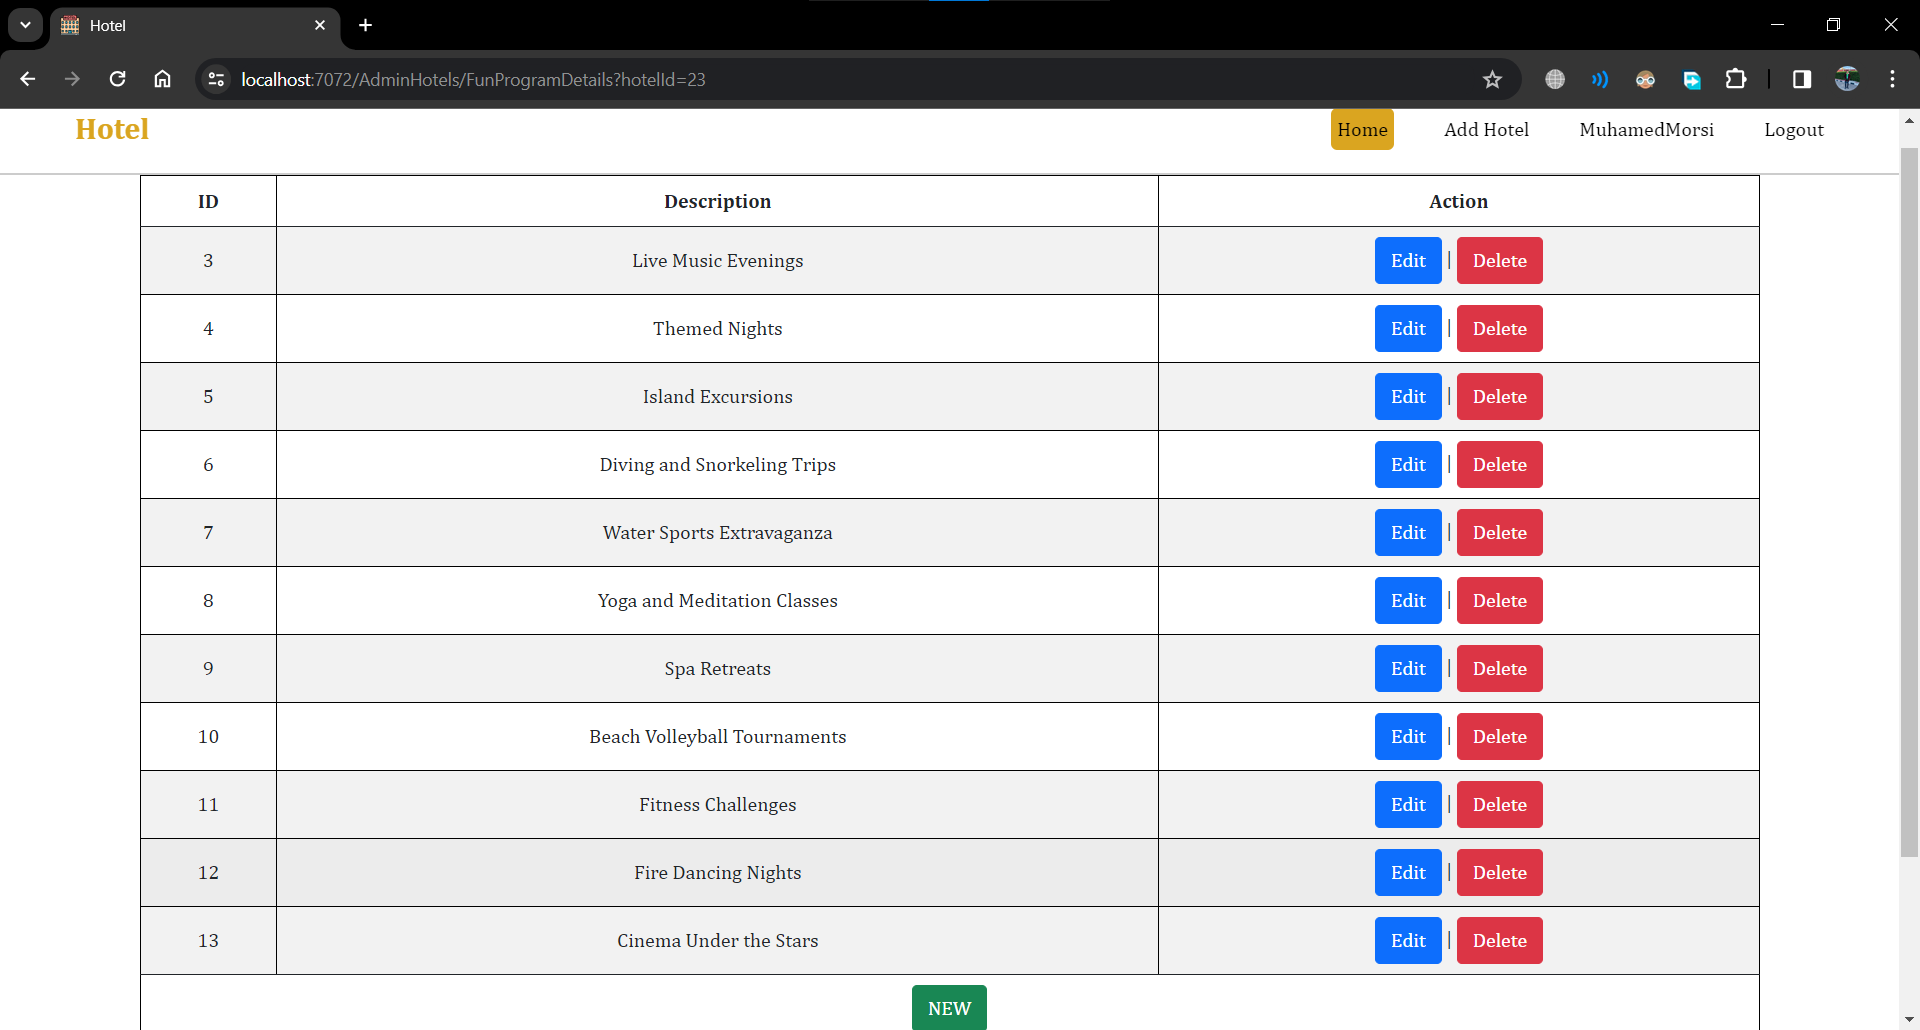 Hotel
localhost:7072/AdminHotels/FunProgramDetails?hotelId=23
Hotel Home Add Hotel MuhamedMorsi Logout
ID Description Action
3 Live Music Evenings Edit | Delete
4 Themed Nights Edit | Delete
5 Island Excursions Edit | Delete
6 Diving and Snorkeling Trips Edit | Delete
7 Water Sports Extravaganza Edit | Delete
8 Yoga and Meditation Classes Edit | Delete
9 Spa Retreats Edit | Delete
10 Beach Volleyball Tournaments Edit | Delete
11 Fitness Challenges Edit | Delete
12 Fire Dancing Nights Edit | Delete
13 Cinema Under the Stars Edit | Delete
NEW